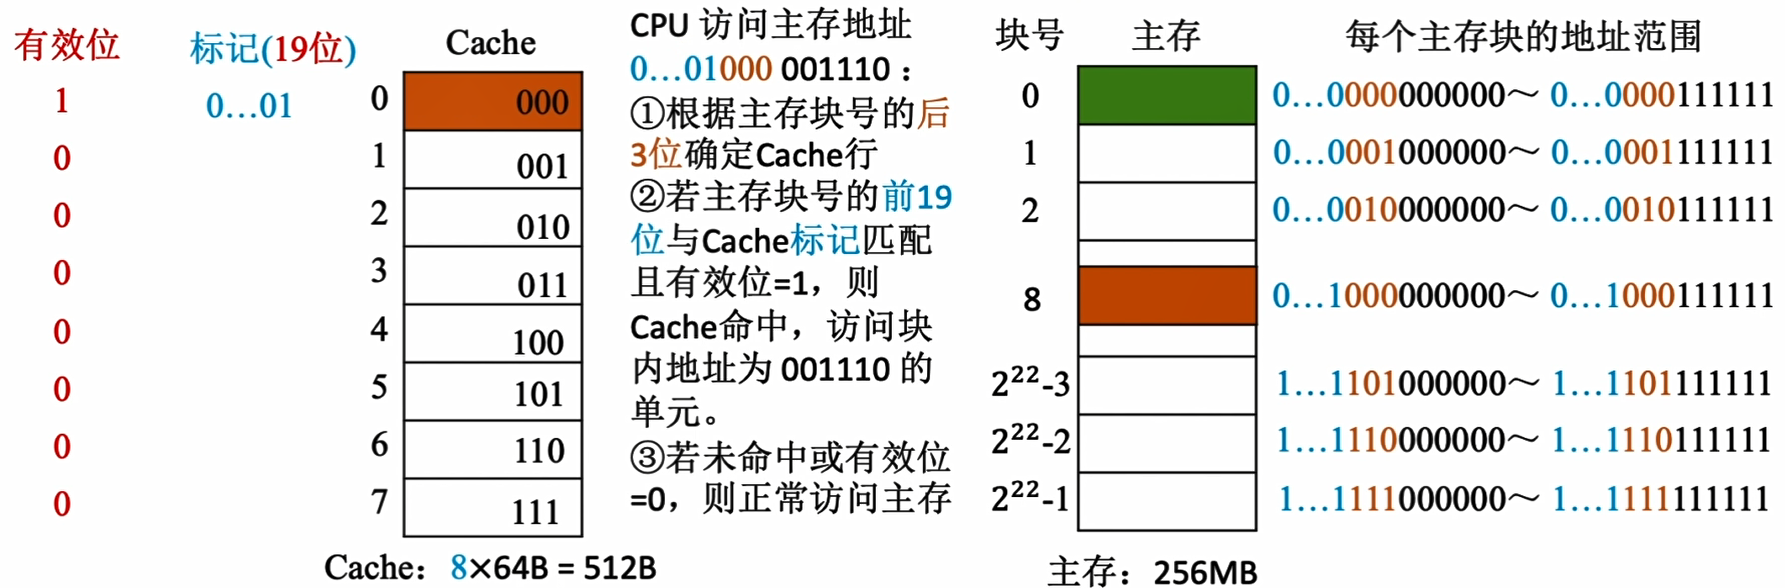 有效位 标记(19位) Cache
1 0…01 0 000
0 1 001
0 2 010
0 3 011
0 4 100
0 5 101
0 6 110
0 7 111
Cache：8×64B = 512B
CPU 访问主存地址
0…01000 001110：
①根据主存块号的后
3位确定Cache行
②若主存块号的前19
位与Cache标记匹配
且有效位=1，则
Cache命中，访问块
内地址为 001110 的
单元。
③若未命中或有效位
=0，则正常访问主存
块号 主存 每个主存块的地址范围
0 0…0000000000～ 0…0000111111
1 0…0001000000～ 0…0001111111
2 0…0010000000～ 0…0010111111
8 0…1000000000～ 0…1000111111
2²²-3 1…1101000000～ 1…1101111111
2²²-2 1…1110000000～ 1…1110111111
2²²-1 1…1111000000～ 1…1111111111
主存：256MB